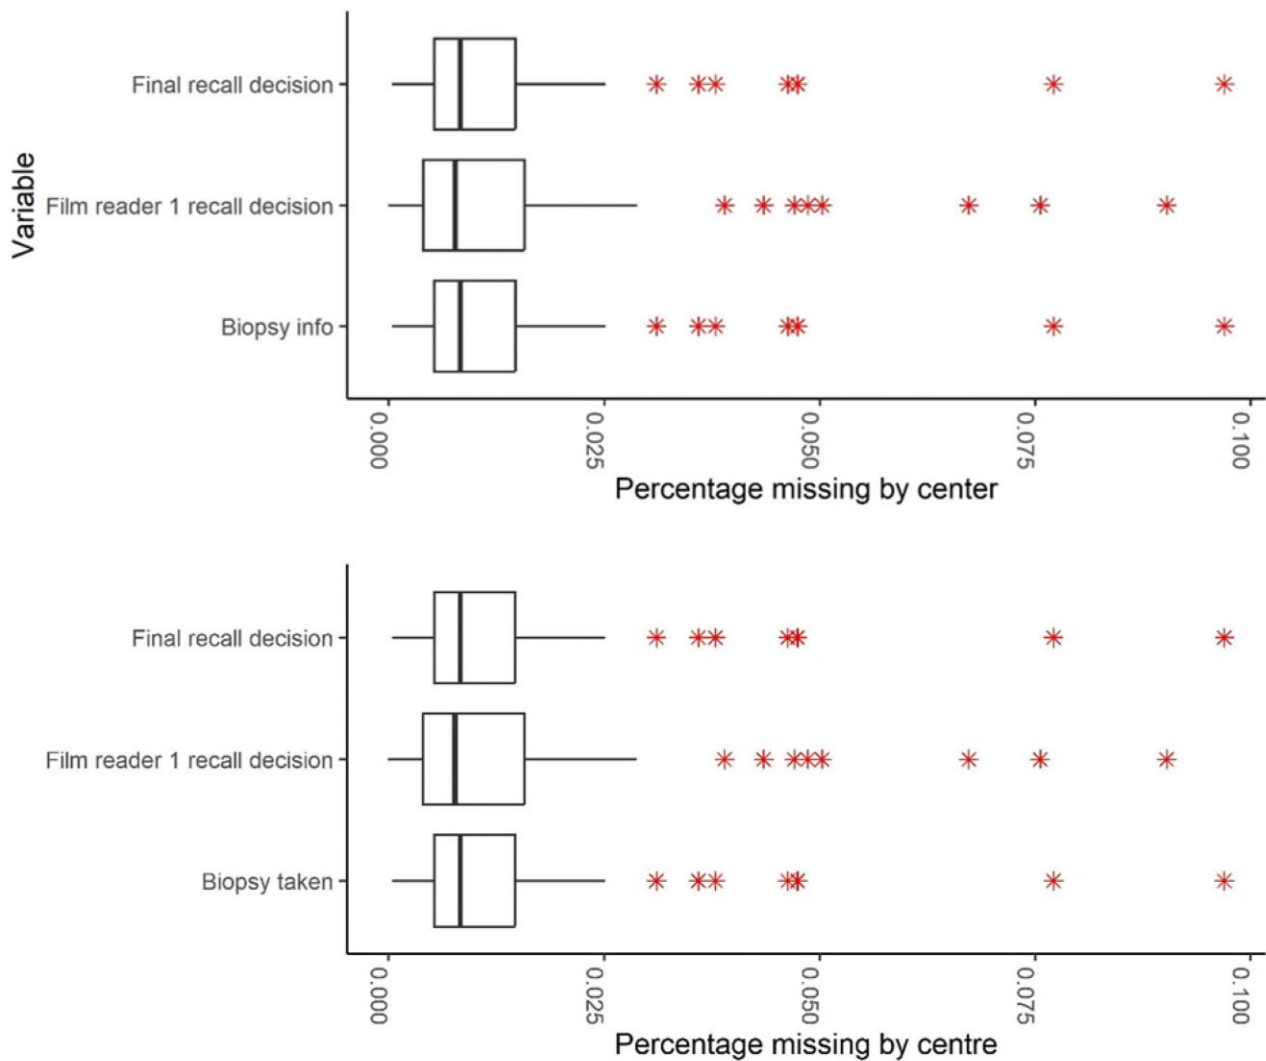 Variable
Final recall decision
Film reader 1 recall decision
Biopsy info
0.000
0.025
0.050
0.075
0.100
Percentage missing by center
Final recall decision
Film reader 1 recall decision
Biopsy taken
0.000
0.025
0.050
0.075
0.100
Percentage missing by centre